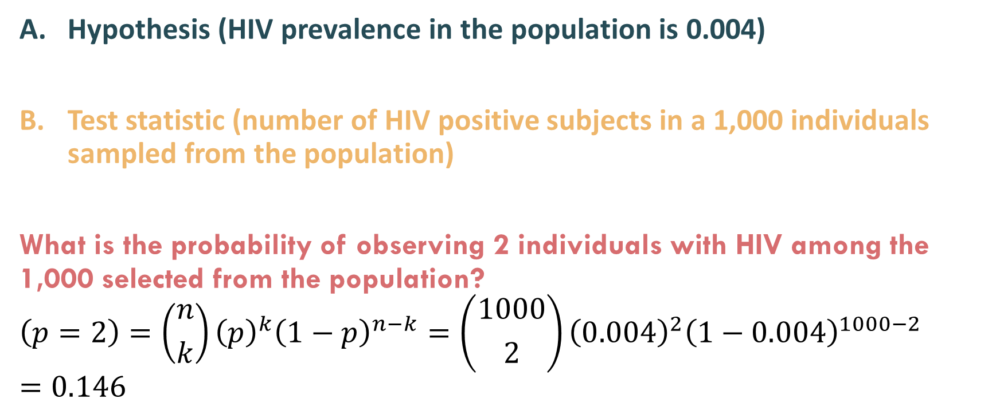 A. Hypothesis (HIV prevalence in the population is 0.004)
B. Test statistic (number of HIV positive subjects in a 1,000 individuals
sampled from the population)
What is the probability of observing 2 individuals with HIV among the
1,000 selected from the population?
(p = 2) = (n k) (p)^k (1 − p)^{n−k} = (1000 2) (0.004)^2 (1 − 0.004)^{1000−2}
= 0.146